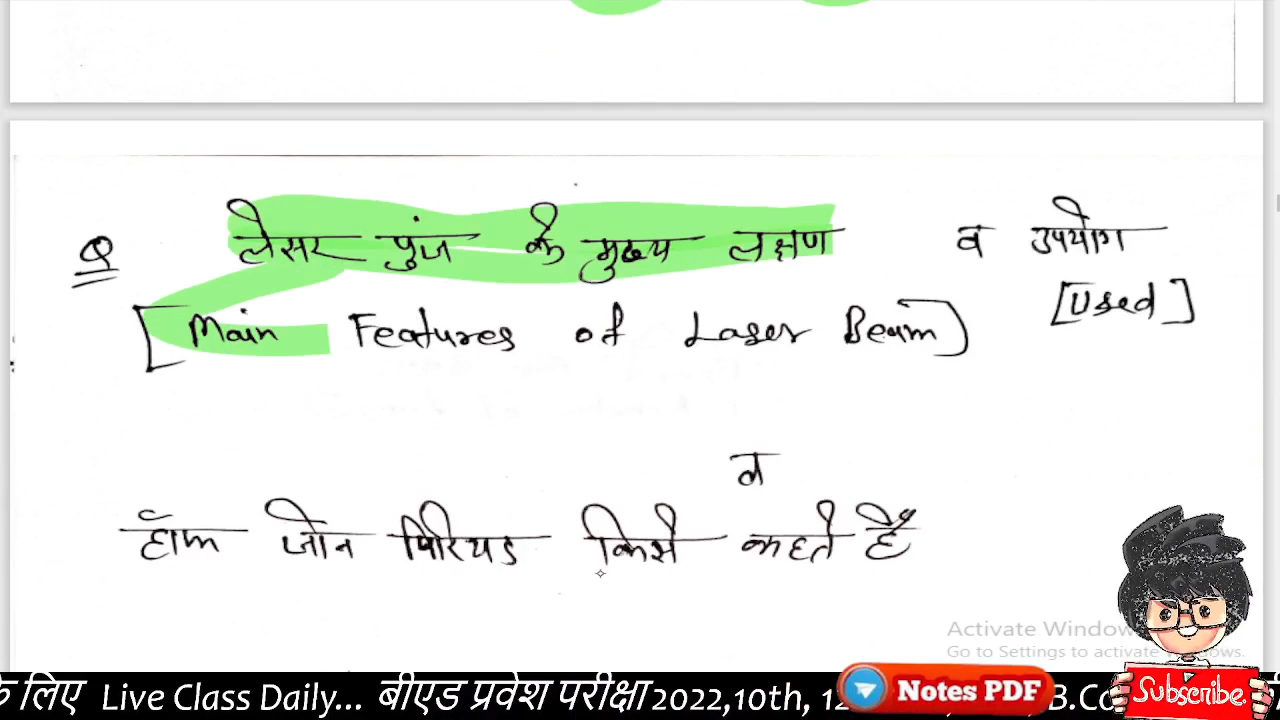 Q लेसर पुंज के मुख्य लक्षण व उपयोग
[Main Features of Laser Beam] [Used]
व
हॉफ जोन पिरियड किसे कहते हैं
Activate Windows
Go to Settings to activate Windows.
के लिए Live Class Daily... बीएड प्रवेश परीक्षा 2022,10th, 12 Notes PDF B.Co Subscribe